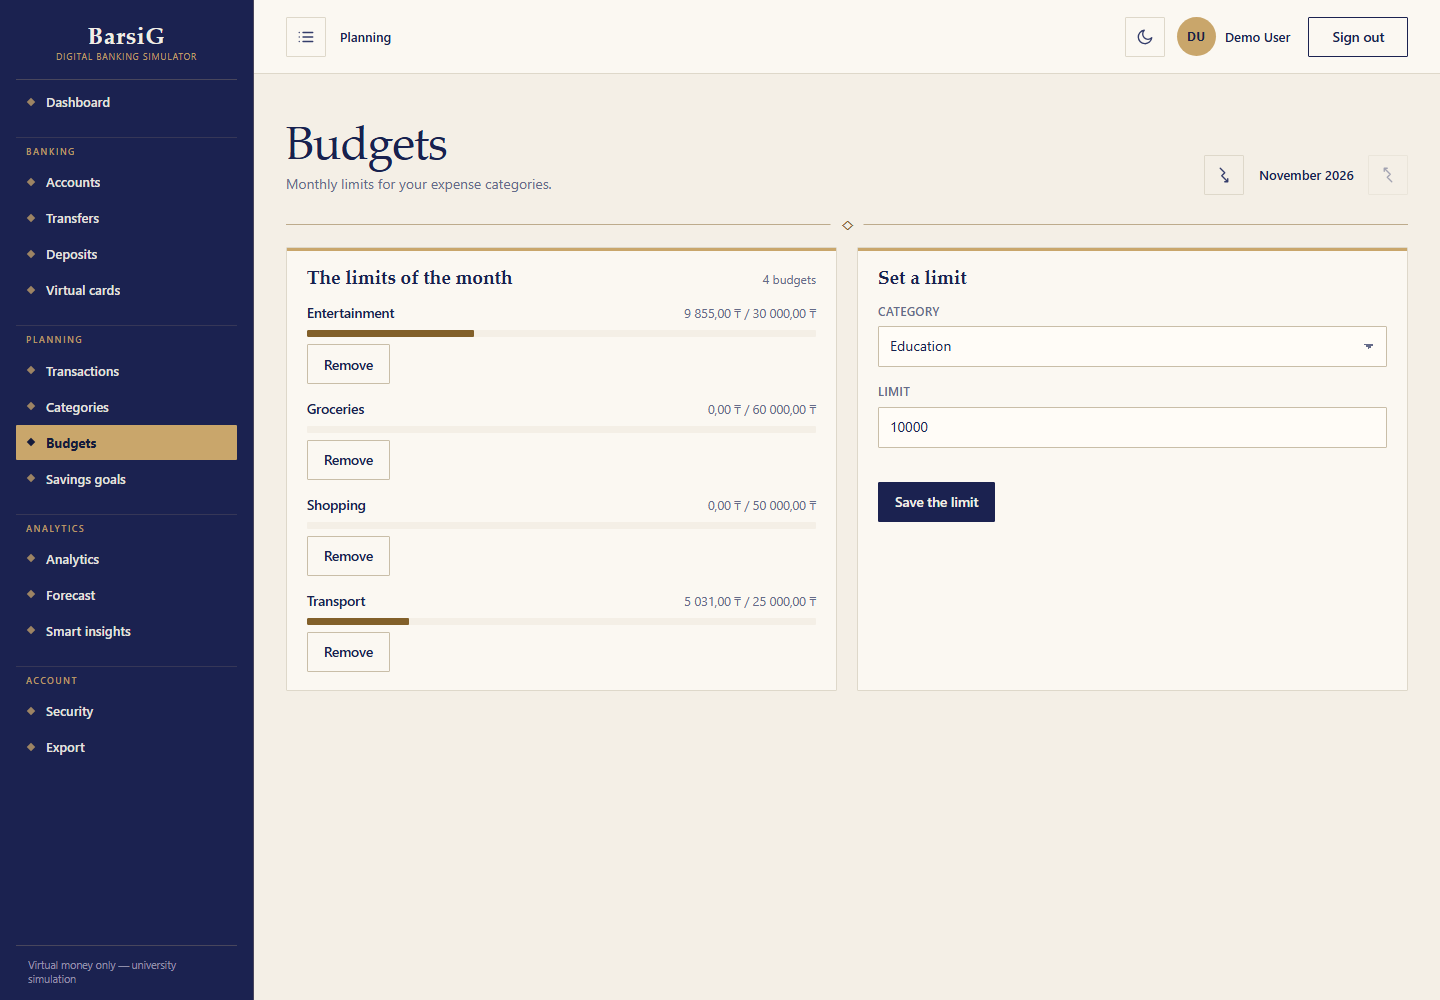 BarsiG
DIGITAL BANKING SIMULATOR
Dashboard
BANKING
Accounts
Transfers
Deposits
Virtual cards
PLANNING
Transactions
Categories
Budgets
Savings goals
ANALYTICS
Analytics
Forecast
Smart insights
ACCOUNT
Security
Export
Virtual money only — university
simulation
Planning
DU
Demo User
Sign out
Budgets
Monthly limits for your expense categories.
November 2026
The limits of the month
4 budgets
Entertainment
9 855,00 ₸ / 30 000,00 ₸
Remove
Groceries
0,00 ₸ / 60 000,00 ₸
Remove
Shopping
0,00 ₸ / 50 000,00 ₸
Remove
Transport
5 031,00 ₸ / 25 000,00 ₸
Remove
Set a limit
CATEGORY
Education
LIMIT
10000
Save the limit